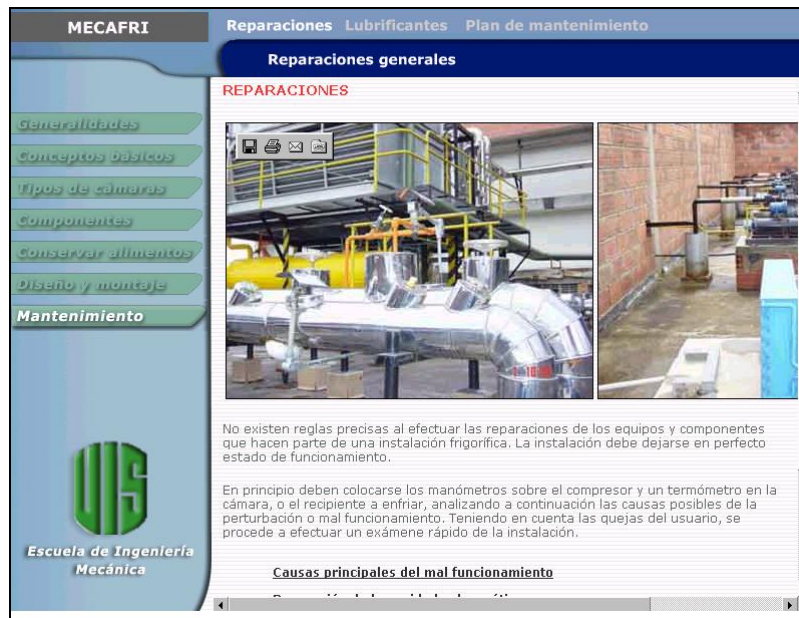 MECAFRI
Reparaciones Lubrificantes Plan de mantenimiento
Reparaciones generales
REPARACIONES
Generalidades
Conceptos básicos
Tipos de cámaras
Componentes
Conservar alimentos
Diseño y montaje
Mantenimiento
No existen reglas precisas al efectuar las reparaciones de los equipos y componentes
que hacen parte de una instalación frigorífica. La instalación debe dejarse en perfecto
estado de funcionamiento.
En principio deben colocarse los manómetros sobre el compresor y un termómetro en la
cámara, o el recipiente a enfriar, analizando a continuación las causas posibles de la
perturbación o mal funcionamiento. Teniendo en cuenta las quejas del usuario, se
procede a efectuar un exámene rápido de la instalación.
UIS
Escuela de Ingeniería
Mecánica
Causas principales del mal funcionamiento